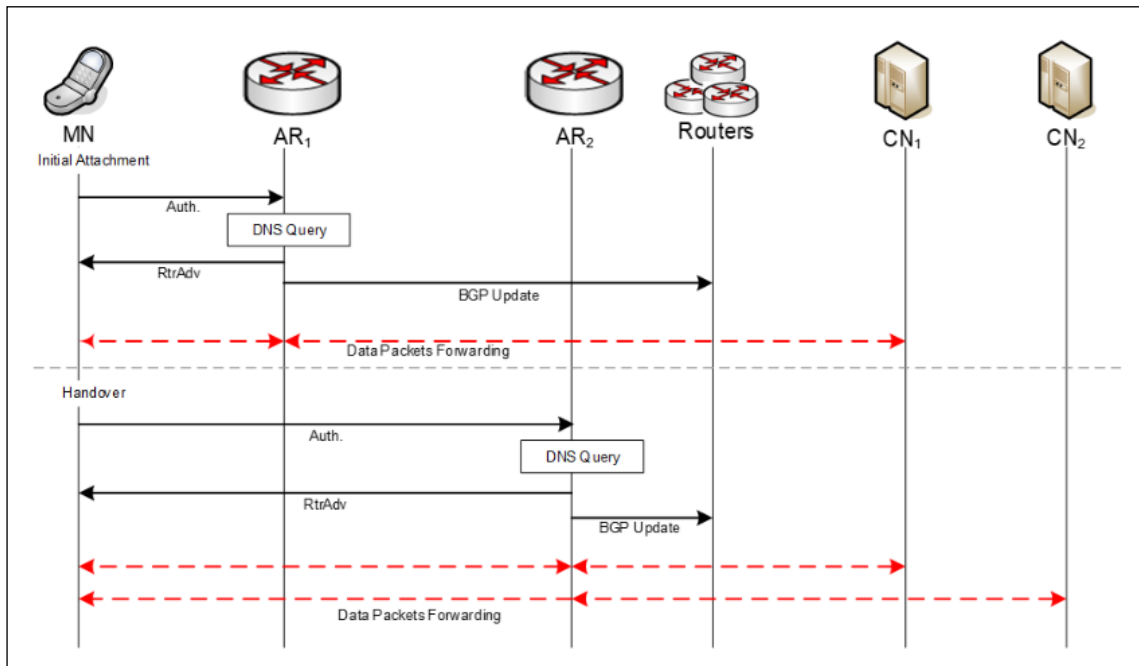 MN
AR₁
AR₂
Routers
CN₁
CN₂
Initial Attachment
Auth.
DNS Query
RtrAdv
BGP Update
Data Packets Forwarding
Handover
Auth.
DNS Query
RtrAdv
BGP Update
Data Packets Forwarding